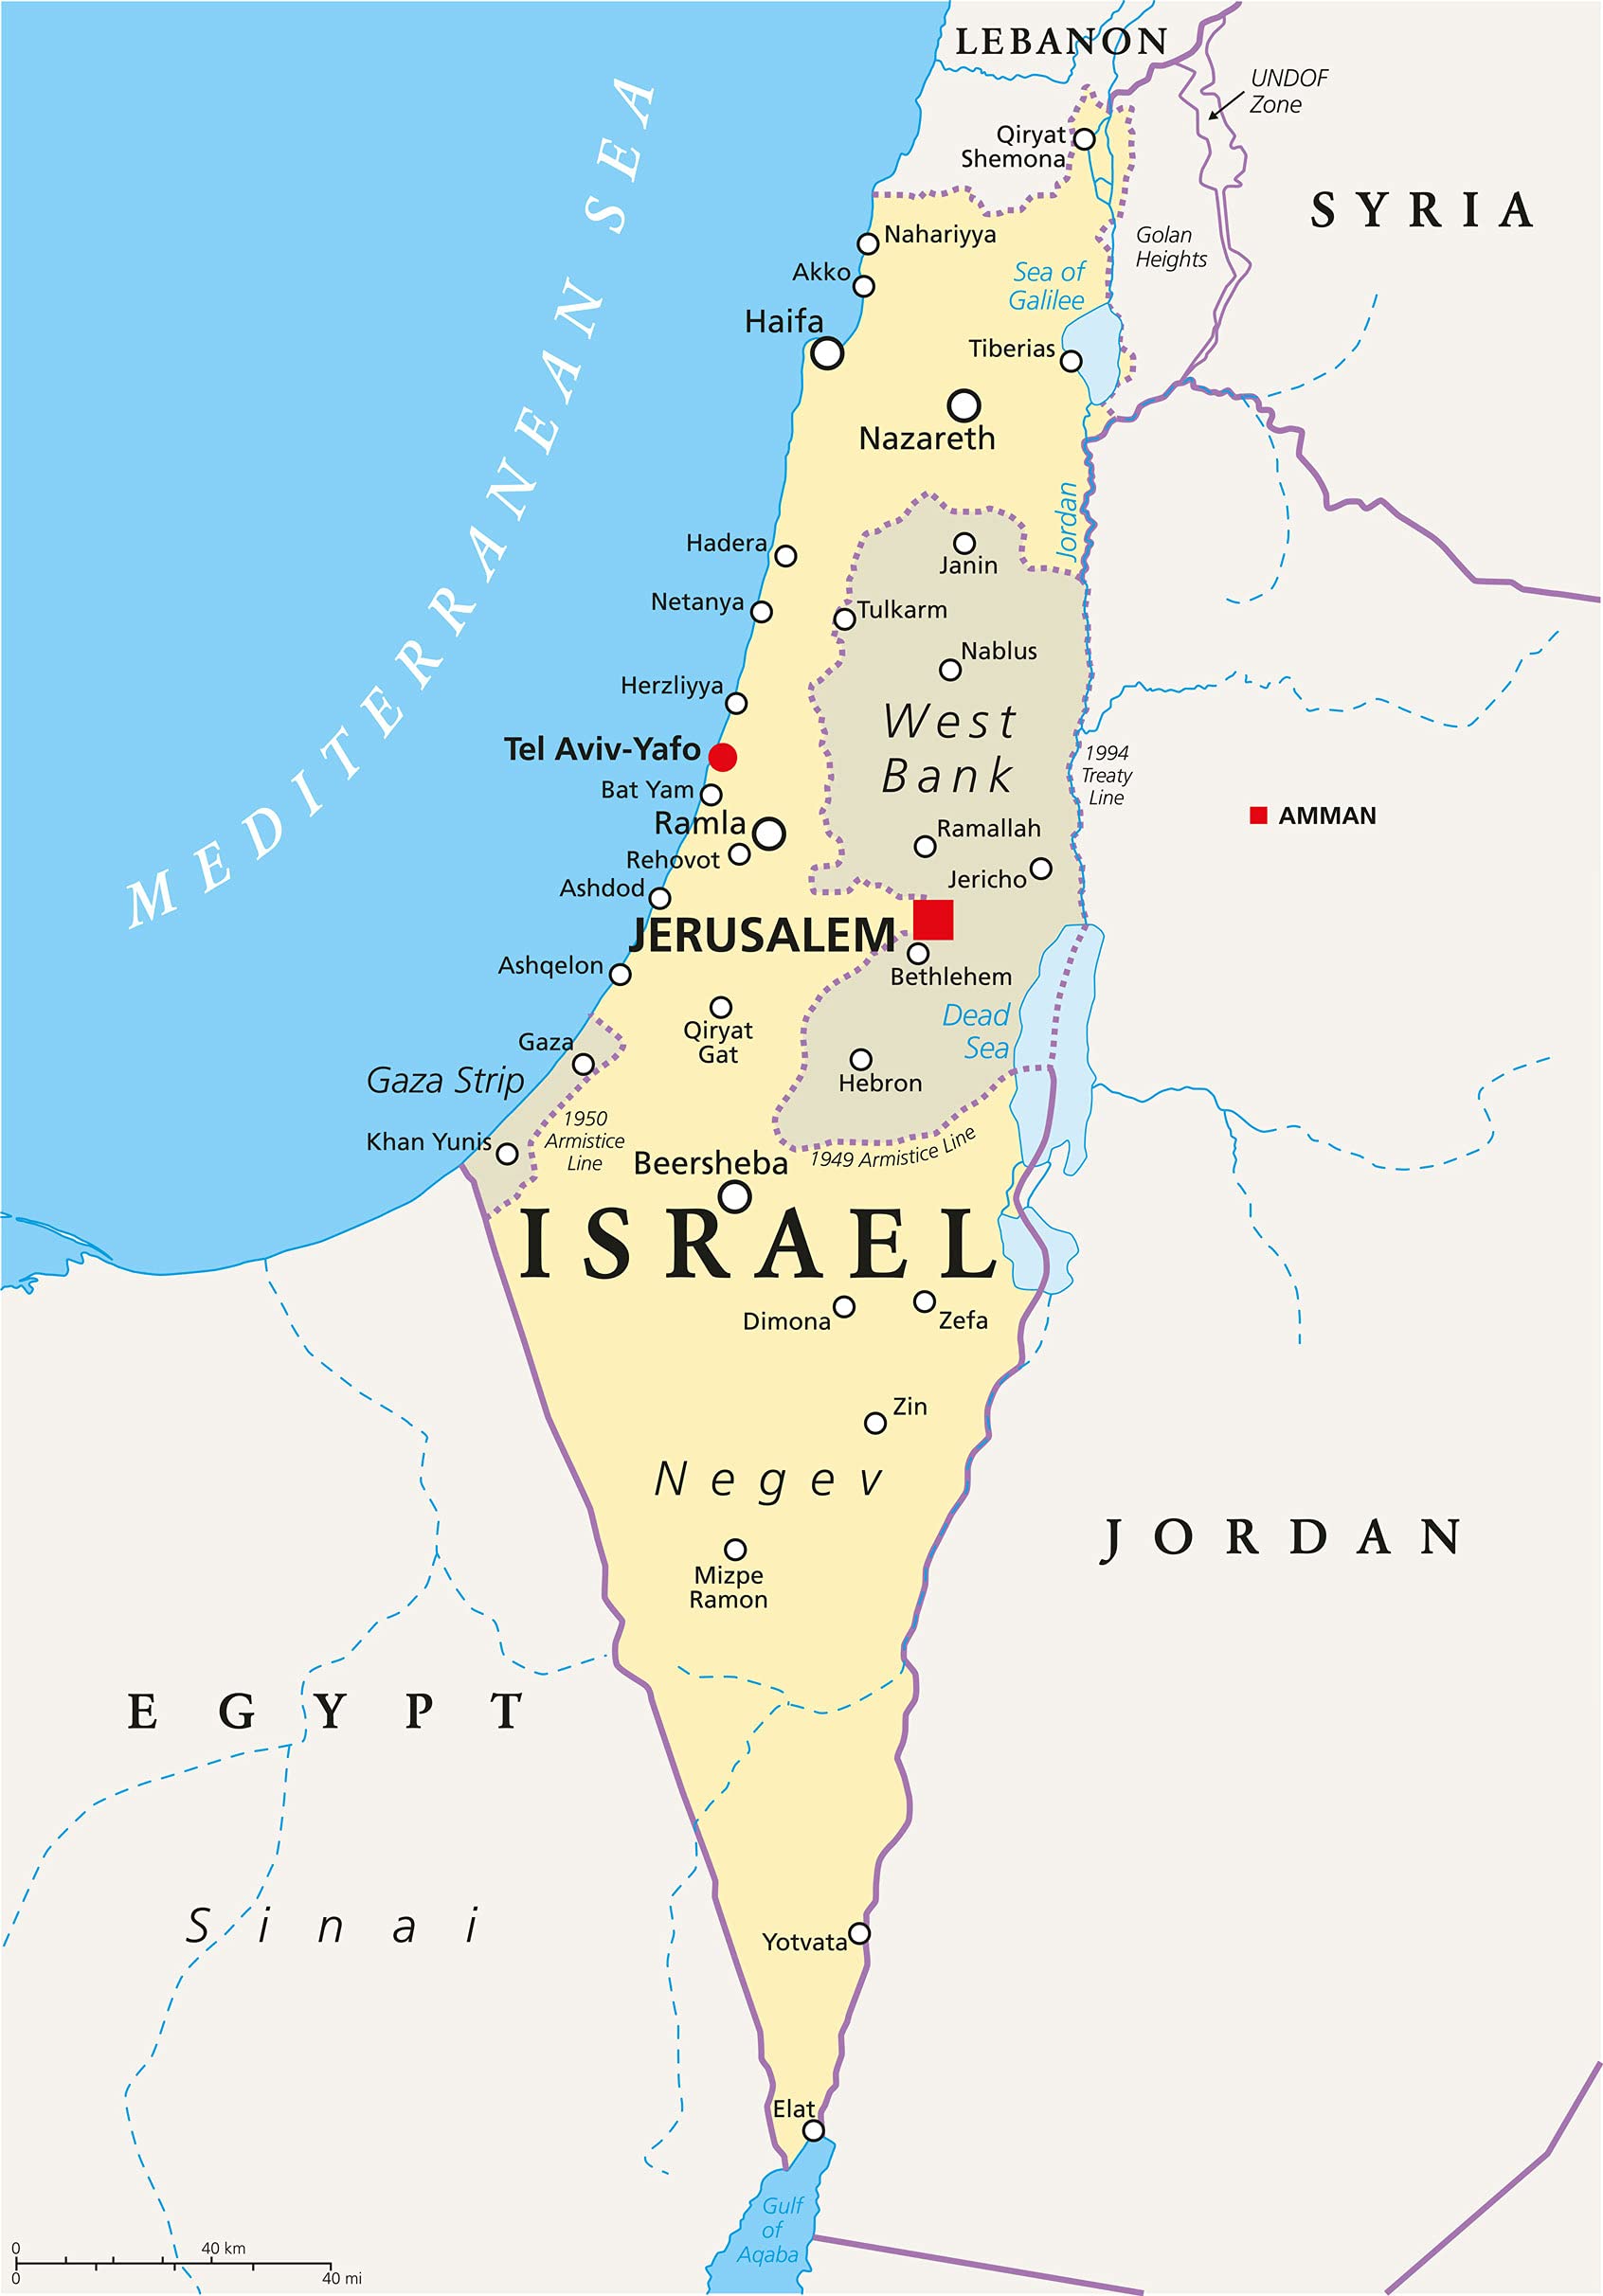 LEBANON
UNDOF
Zone
Qiryat
Shemona
SYRIA
MEDITERRANEAN SEA
Nahariyya
Golan
Heights
Akko
Sea of
Galilee
Haifa
Tiberias
Nazareth
Jordan
Hadera
Janin
Netanya
Tulkarm
Nablus
Herzliyya
West
Bank
Tel Aviv-Yafo
1994
Treaty
Line
Bat Yam
AMMAN
Ramla
Ramallah
Rehovot
Jericho
Ashdod
JERUSALEM
Ashqelon
Bethlehem
Dead
Sea
Qiryat
Gat
Gaza
Gaza Strip
Hebron
1950
Armistice
Line
Khan Yunis
1949 Armistice Line
Beersheba
ISRAEL
Dimona
Zefa
Zin
Negev
JORDAN
Mizpe
Ramon
EGYPT
Sinai
Yotvata
Elat
Gulf
of
Aqaba
0 40 km
0 40 mi